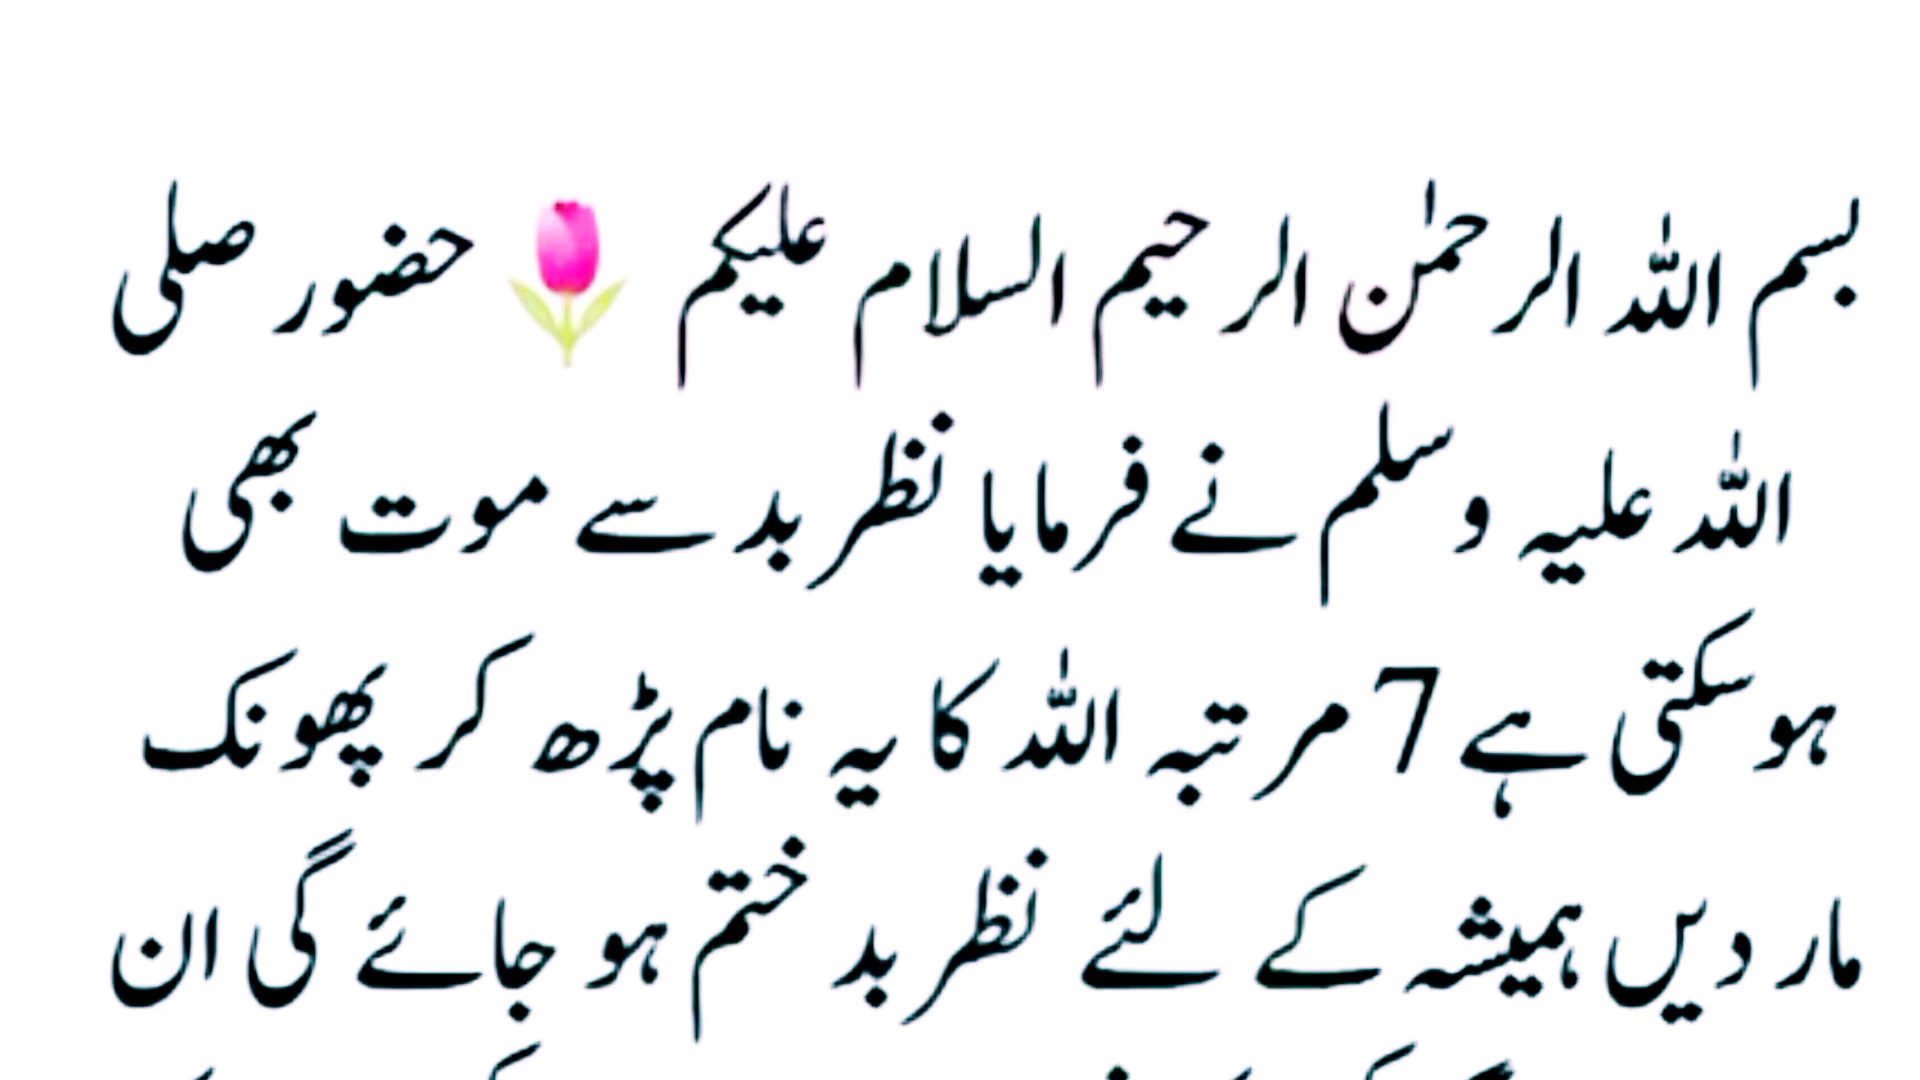 بسم اللہ الرحمٰن الرحیم السلام علیکم 🌷 حضور صلی
اللہ علیہ وسلم نے فرمایا نظر بد سے موت بھی
ہوسکتی ہے 7 مرتبہ اللہ کا یہ نام پڑھ کر پھونک
مار دیں ہمیشہ کے لئے نظر بد ختم ہو جائے گی ان